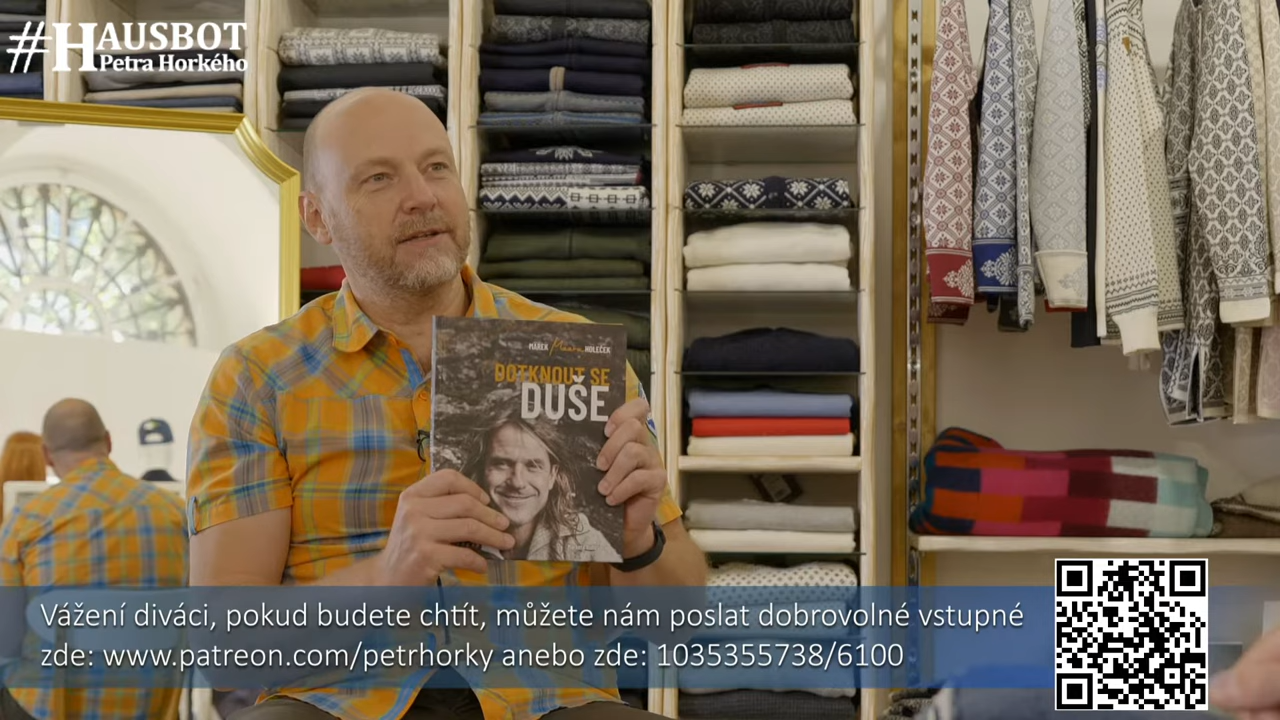 #HAUSBOT
Petra Horkého
MAREK Mára HOLEČEK
DOTKNOUT SE
DUŠE
Vážení diváci, pokud budete chtít, můžete nám poslat dobrovolné vstupné
zde: www.patreon.com/petrhorky anebo zde: 1035355738/6100